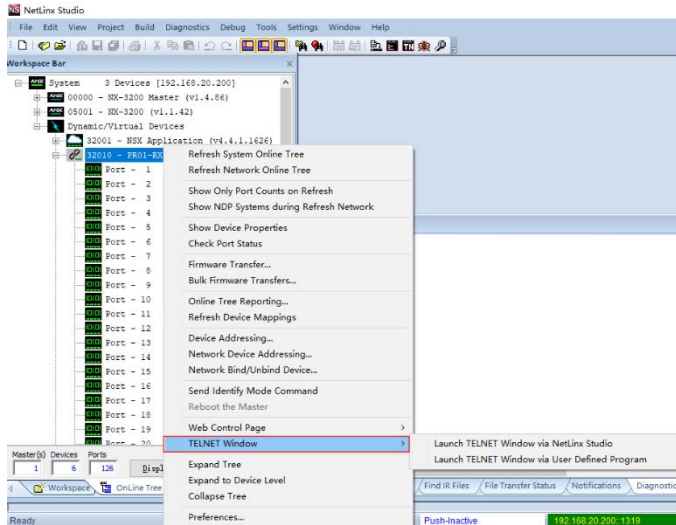 NetLinx Studio
File Edit View Project Build Diagnostics Debug Tools Settings Window Help
Workspace Bar
System 3 Devices [192.168.20.200]
00000 - NX-3200 Master (v1.4.86)
05001 - NX-3200 (v1.1.42)
Dynamic/Virtual Devices
32001 - NSX Application (v4.4.1.1626)
32010 - PR01-RX
Port - 1
Port - 2
Port - 3
Port - 4
Port - 5
Port - 6
Port - 7
Port - 8
Port - 9
Port - 10
Port - 11
Port - 12
Port - 13
Port - 14
Port - 15
Port - 16
Port - 17
Port - 18
Port - 19
Port - 20
Refresh System Online Tree
Refresh Network Online Tree
Show Only Port Counts on Refresh
Show NDP Systems during Refresh Network
Show Device Properties
Check Port Status
Firmware Transfer...
Bulk Firmware Transfers...
Online Tree Reporting...
Refresh Device Mappings
Device Addressing...
Network Device Addressing...
Network Bind/Unbind Device...
Send Identify Mode Command
Reboot the Master
Web Control Page >
TELNET Window >
Expand Tree
Expand to Device Level
Collapse Tree
Preferences...
Launch TELNET Window via NetLinx Studio
Launch TELNET Window via User Defined Program
Master(s) Devices Ports
1 6 126 Displ
Workspace OnLine Tree
Find IR Files File Transfer Status Notifications Diagnostic
Ready Push-Inactive 192.168.20.200::1319